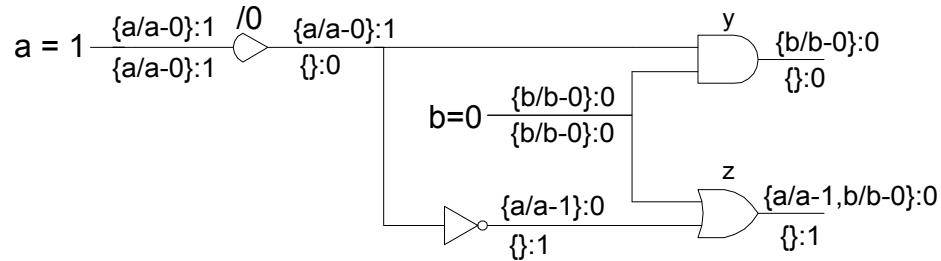 /0
y
a = 1
{a/a-0}:1
{a/a-0}:1
{b/b-0}:0
{a/a-0}:1
{}:0
{}:0
b=0
{b/b-0}:0
{b/b-0}:0
z
{a/a-1}:0
{a/a-1,b/b-0}:0
{}:1
{}:1